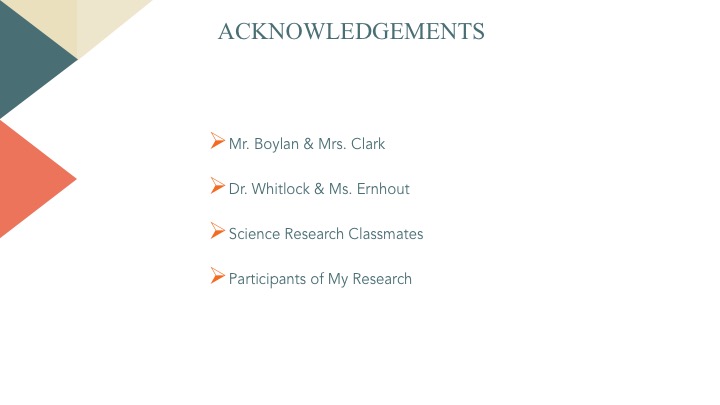 ACKNOWLEDGEMENTS
Mr. Boylan & Mrs. Clark
Dr. Whitlock & Ms. Ernhout
Science Research Classmates
Participants of My Research